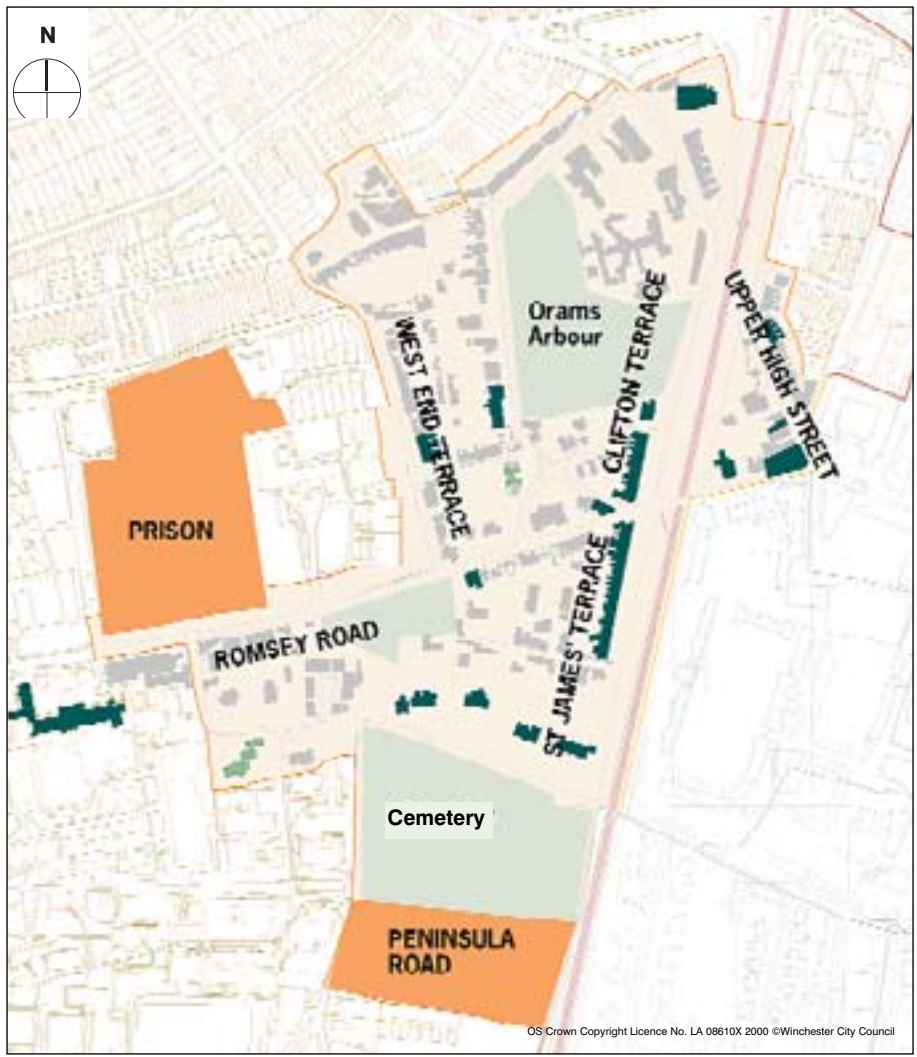 N
Orams
Arbour
UPPER HIGH STREET
CLIFTON TERRACE
WEST END TERRACE
PRISON
ST JAMES' TERRACE
ROMSEY ROAD
Cemetery
PENINSULA
ROAD
OS Crown Copyright Licence No. LA 08610X 2000 ©Winchester City Council